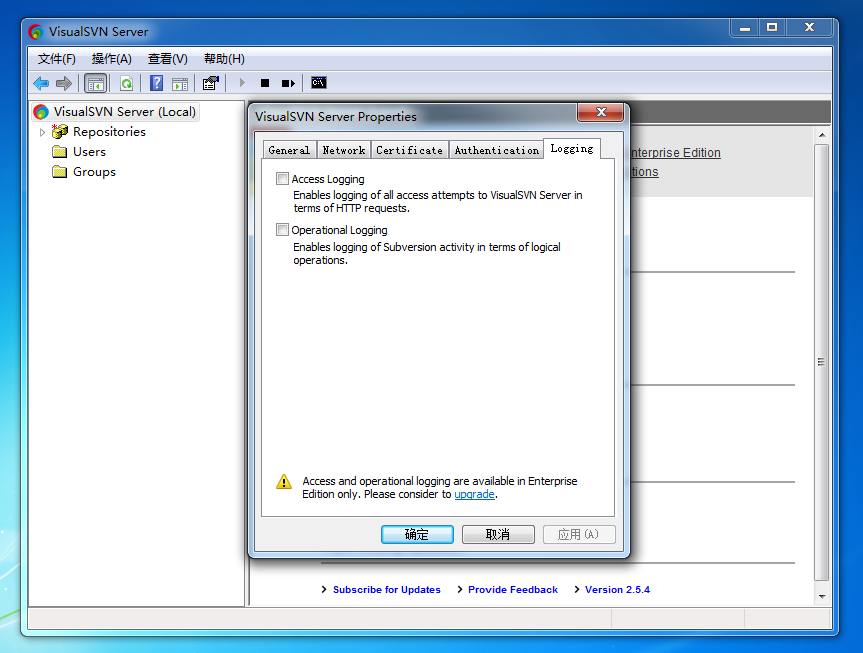 VisualSVN Server
文件(F) 操作(A) 查看(V) 帮助(H)
C:\
VisualSVN Server (Local)
Repositories
Users
Groups
VisualSVN Server Properties
General Network Certificate Authentication Logging
Access Logging
Enables logging of all access attempts to VisualSVN Server in
terms of HTTP requests.
Operational Logging
Enables logging of Subversion activity in terms of logical
operations.
Access and operational logging are available in Enterprise
Edition only. Please consider to upgrade.
确定 取消 应用(A)
nterprise Edition
tions
Subscribe for Updates Provide Feedback Version 2.5.4